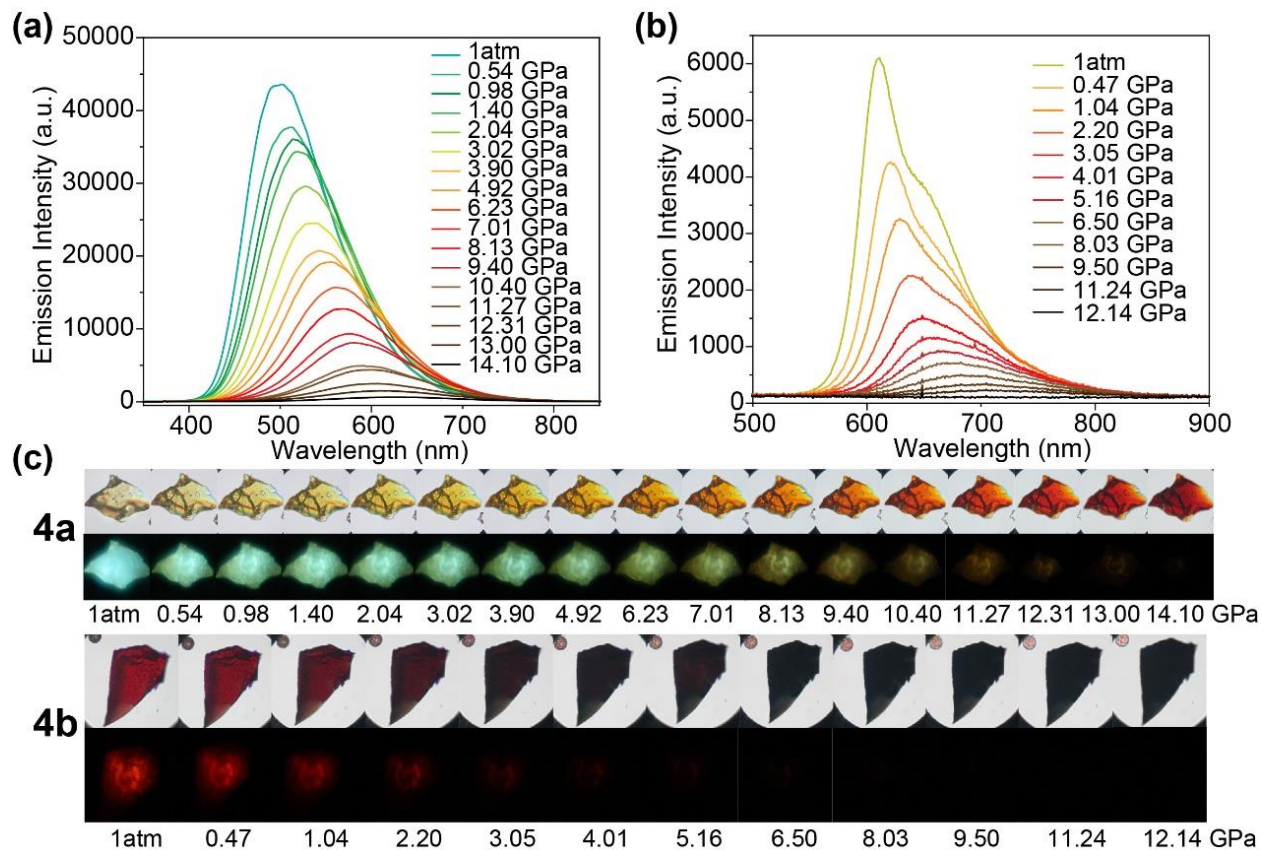 (a)
50000
40000
30000
20000
10000
0
Emission Intensity (a.u.)
400 500 600 700 800
Wavelength (nm)
1atm
0.54 GPa
0.98 GPa
1.40 GPa
2.04 GPa
3.02 GPa
3.90 GPa
4.92 GPa
6.23 GPa
7.01 GPa
8.13 GPa
9.40 GPa
10.40 GPa
11.27 GPa
12.31 GPa
13.00 GPa
14.10 GPa
(b)
6000
5000
4000
3000
2000
1000
0
Emission Intensity (a.u.)
500 600 700 800 900
Wavelength (nm)
1atm
0.47 GPa
1.04 GPa
2.20 GPa
3.05 GPa
4.01 GPa
5.16 GPa
6.50 GPa
8.03 GPa
9.50 GPa
11.24 GPa
12.14 GPa
(c)
4a
1atm 0.54 0.98 1.40 2.04 3.02 3.90 4.92 6.23 7.01 8.13 9.40 10.40 11.27 12.31 13.00 14.10 GPa
4b
1atm 0.47 1.04 2.20 3.05 4.01 5.16 6.50 8.03 9.50 11.24 12.14 GPa